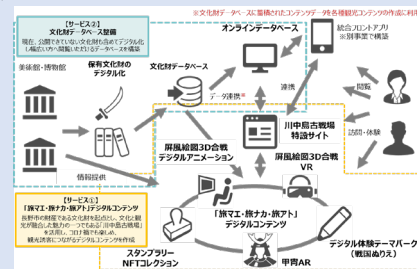 ※文化財データベースに蓄積されたコンテンツデータを各種観光コンテンツの作成に利用
【サービス②】
文化財データベース整備
現在、公開できていない文化財も含めてデジタル化
し幅広い方へ閲覧いただけるデータベースを構築
オンラインデータベース
統合フロントアプリ
※別事業で構築
美術館・博物館
保有文化財の
デジタル化
文化財データベース
データ連携※
連携
連携
閲覧
訪問・体験
川中島古戦場
特設サイト
屏風絵図3D合戦
デジタルアニメーション
屏風絵図3D合戦
VR
情報提供
【サービス①】
「旅マエ・旅ナカ・旅アト」デジタルコンテンツ
長野市の財産である文化財を起点とし、文化と観
光が融合した魅力の一つでもある「川中島古戦場」
を活用し、コロナ禍でも楽しめ、
観光誘客につながるデジタルコンテンツを作成
「旅マエ・旅ナカ・旅アト」
デジタルコンテンツ
スタンプラリー
NFTコレクション
甲冑AR
デジタル体験テーマパーク
(戦国ぬりえ)